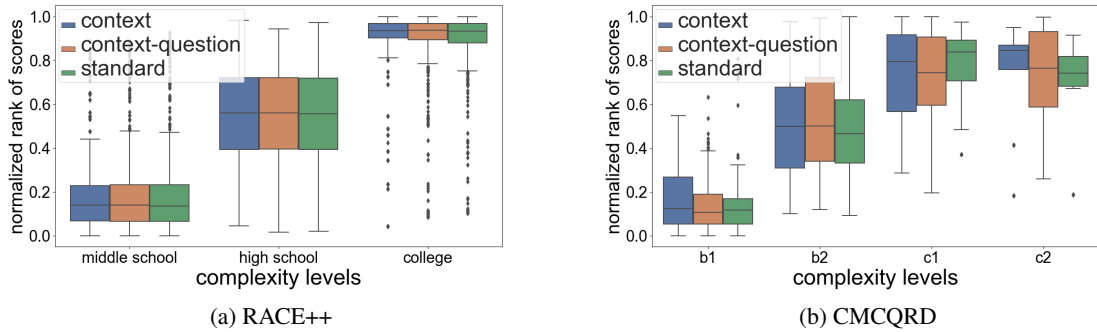 context
context-question
standard
normalized rank of scores
1.0
0.8
0.6
0.4
0.2
0.0
middle school high school college
complexity levels
(a) RACE++
context
context-question
standard
normalized rank of scores
1.0
0.8
0.6
0.4
0.2
0.0
b1 b2 c1 c2
complexity levels
(b) CMCQRD